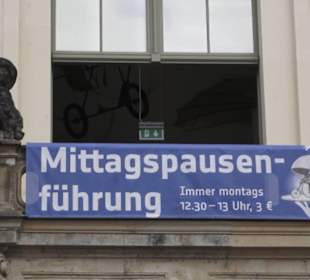 Mittagspausen-
führung
Immer montags
12.30–13 Uhr, 3 €